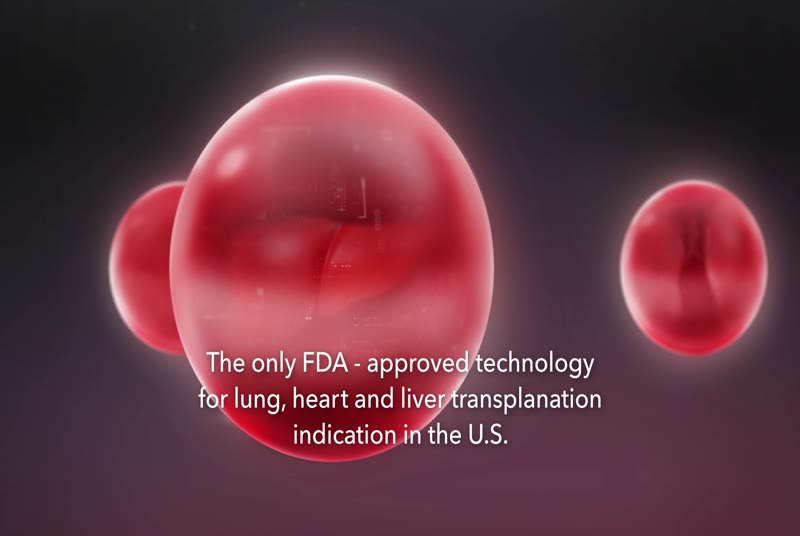 The only FDA - approved technology
for lung, heart and liver transplanation
indication in the U.S.